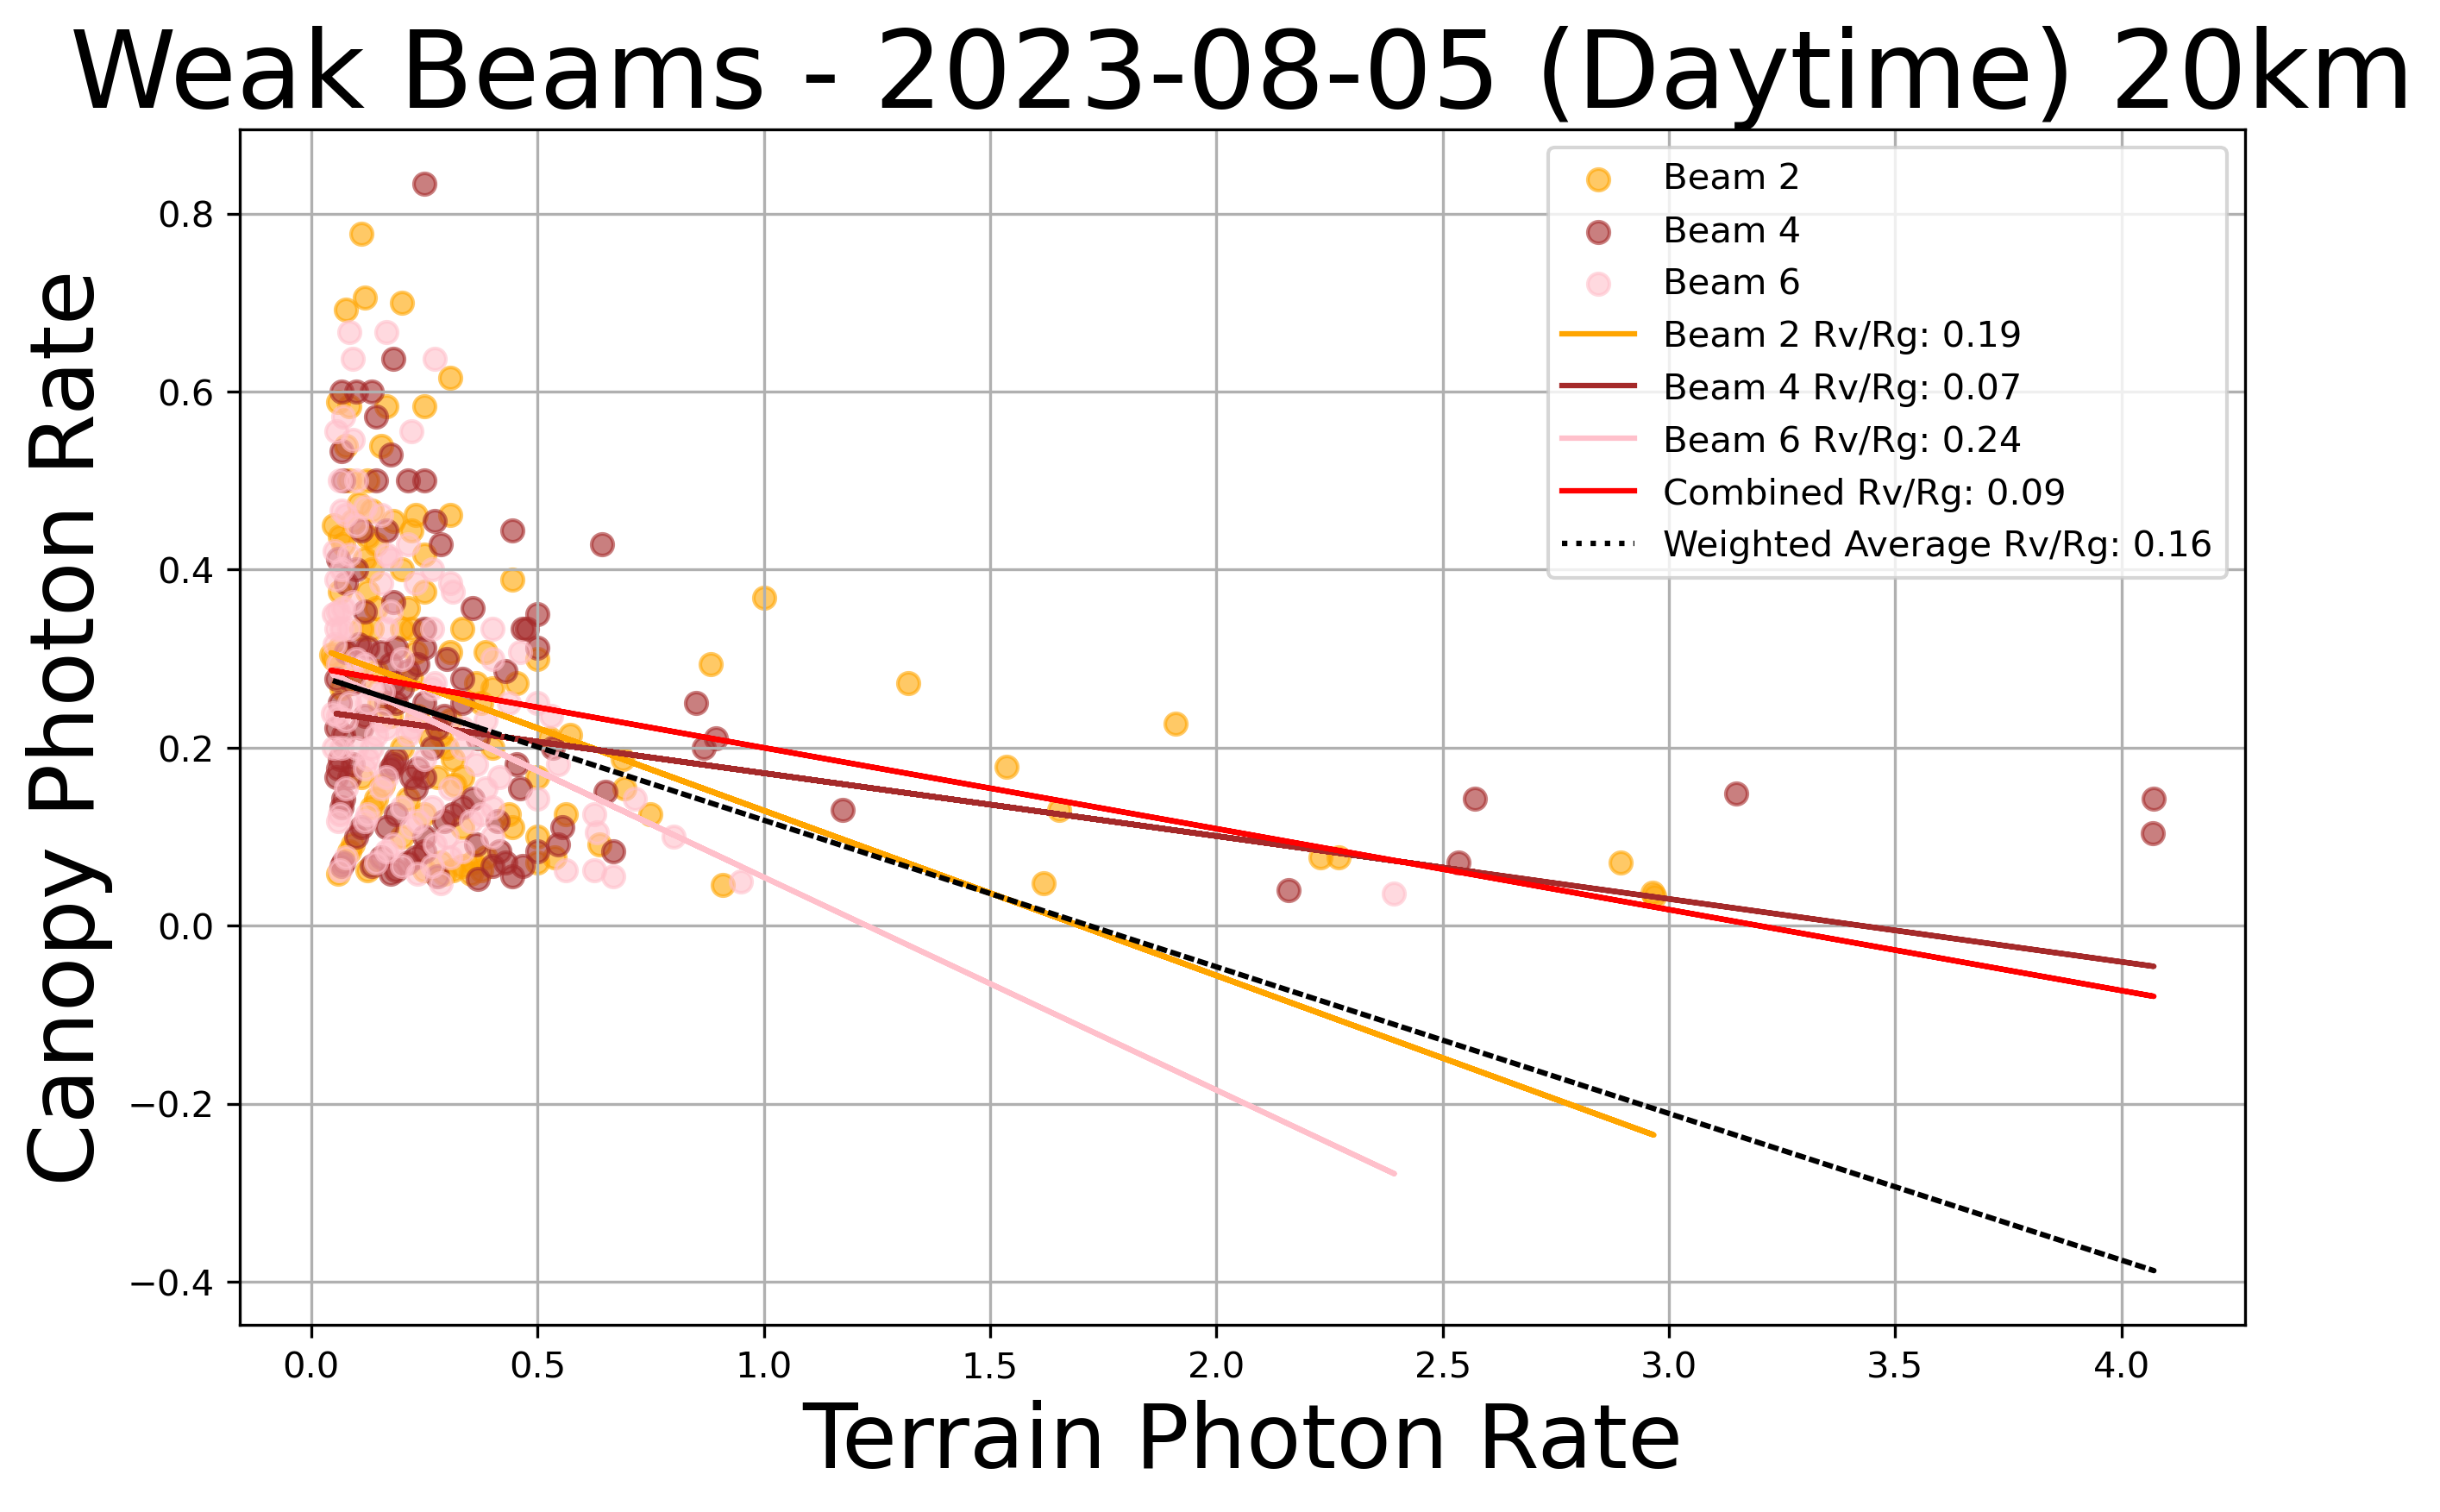 Weak Beams - 2023-08-05 (Daytime) 20km
Canopy Photon Rate
0.8
0.6
0.4
0.2
0.0
−0.2
−0.4
Beam 2
Beam 4
Beam 6
Beam 2 Rv/Rg: 0.19
Beam 4 Rv/Rg: 0.07
Beam 6 Rv/Rg: 0.24
Combined Rv/Rg: 0.09
Weighted Average Rv/Rg: 0.16
0.0 0.5 1.0 1.5 2.0 2.5 3.0 3.5 4.0
Terrain Photon Rate